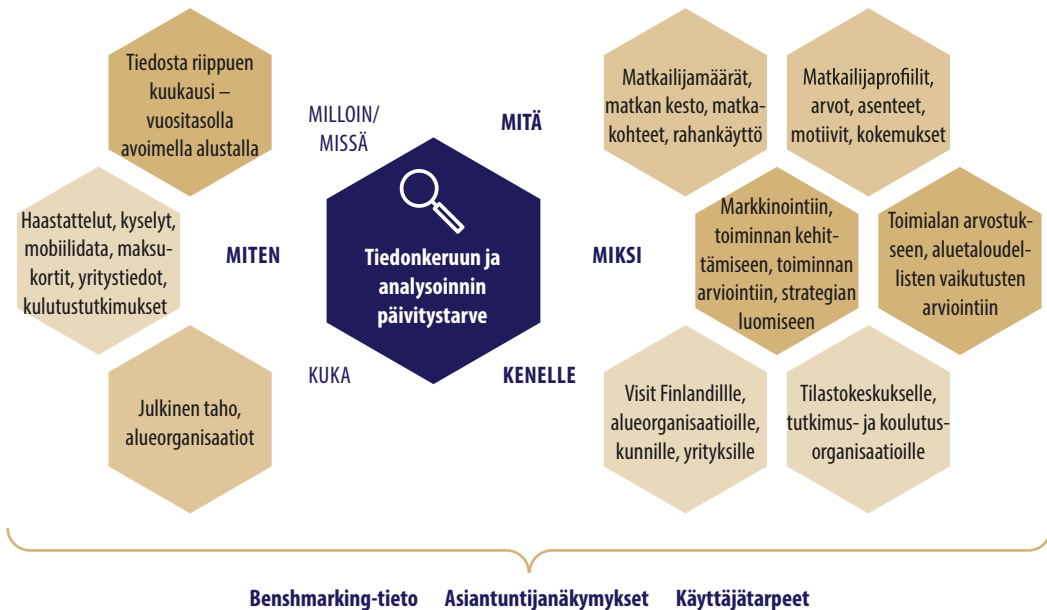 Tiedosta riippuen
kuukausi –
vuositasolla
avoimella alustalla
MILLOIN/
MISSÄ
MITÄ
Matkailijamäärät,
matkan kesto, matka-
kohteet, rahankäyttö
Matkailijaprofiilit,
arvot, asenteet,
motiivit, kokemukset
Haastattelut, kyselyt,
mobiilidata, maksu-
kortit, yritystiedot,
kulutustutkimukset
MITEN
Tiedonkeruun ja
analysoinnin
päivitystarve
MIKSI
Markkinointiin,
toiminnan kehit-
tämiseen, toiminnan
arviointiin, strategian
luomiseen
Toimialan arvostuk-
seen, aluetaloudel-
listen vaikutusten
arviointiin
Julkinen taho,
alueorganisaatiot
KUKA
KENELLE
Visit Finlandillle,
alueorganisaatioille,
kunnille, yrityksille
Tilastokeskukselle,
tutkimus- ja koulutus-
organisaatioille
Benshmarking-tieto Asiantuntijanäkymykset Käyttäjätarpeet